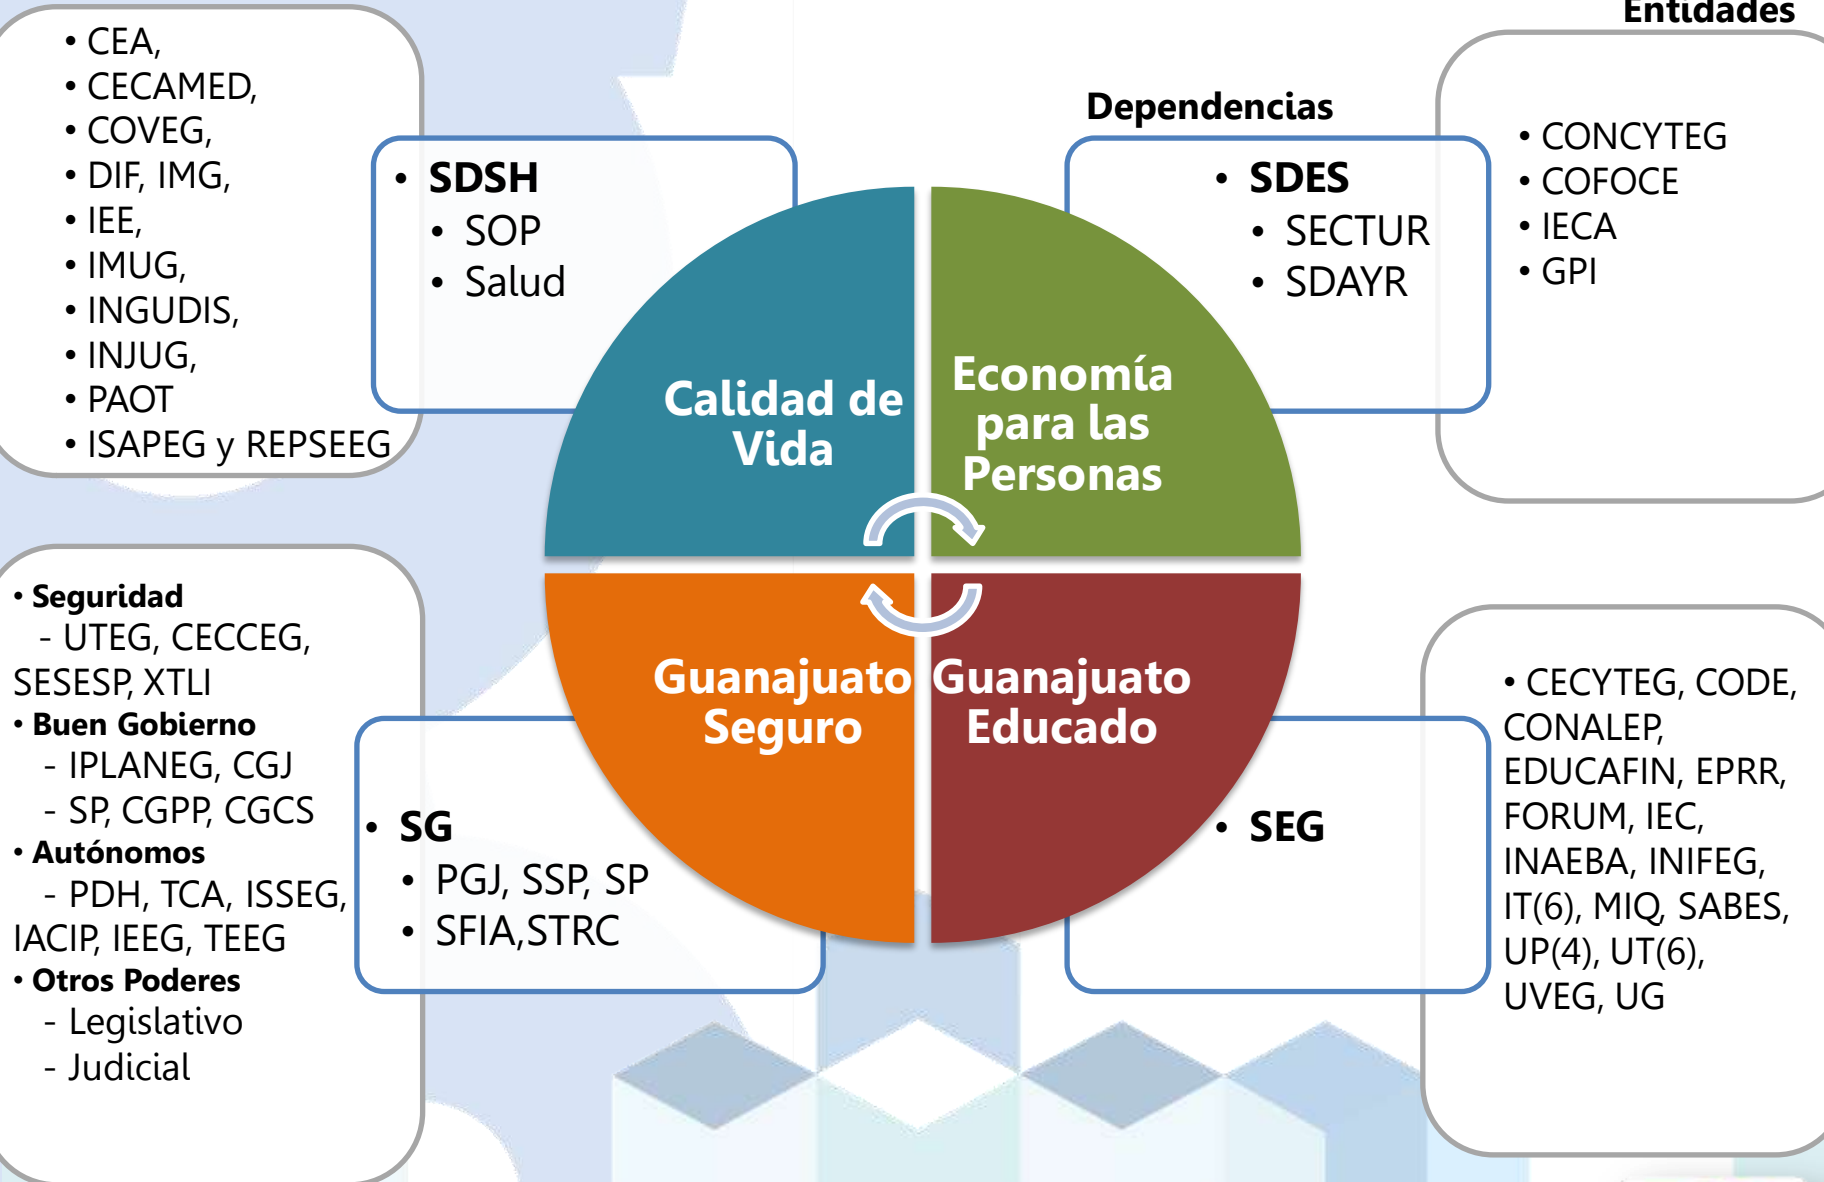 Entidades
• CEA,
• CECAMED,
• COVEG,
• DIF, IMG,
• IEE,
• IMUG,
• INGUDIS,
• INJUG,
• PAOT
• ISAPEG y REPSEEG
• SDSH
• SOP
• Salud
Calidad de
Vida
Dependencias
• SDES
• SECTUR
• SDAYR
Economía
para las
Personas
• CONCYTEG
• COFOCE
• IECA
• GPI
• Seguridad
- UTEG, CECCEG,
SESESP, XTLI
• Buen Gobierno
- IPLANEG, CGJ
- SP, CGPP, CGCS
• Autónomos
- PDH, TCA, ISSEG,
IACIP, IEEG, TEEG
• Otros Poderes
- Legislativo
- Judicial
• SG
• PGJ, SSP, SP
• SFIA,STRC
Guanajuato
Seguro
Guanajuato
Educado
• SEG
• CECYTEG, CODE,
CONALEP,
EDUCAFIN, EPRR,
FORUM, IEC,
INAEBA, INIFEG,
IT(6), MIQ, SABES,
UP(4), UT(6),
UVEG, UG